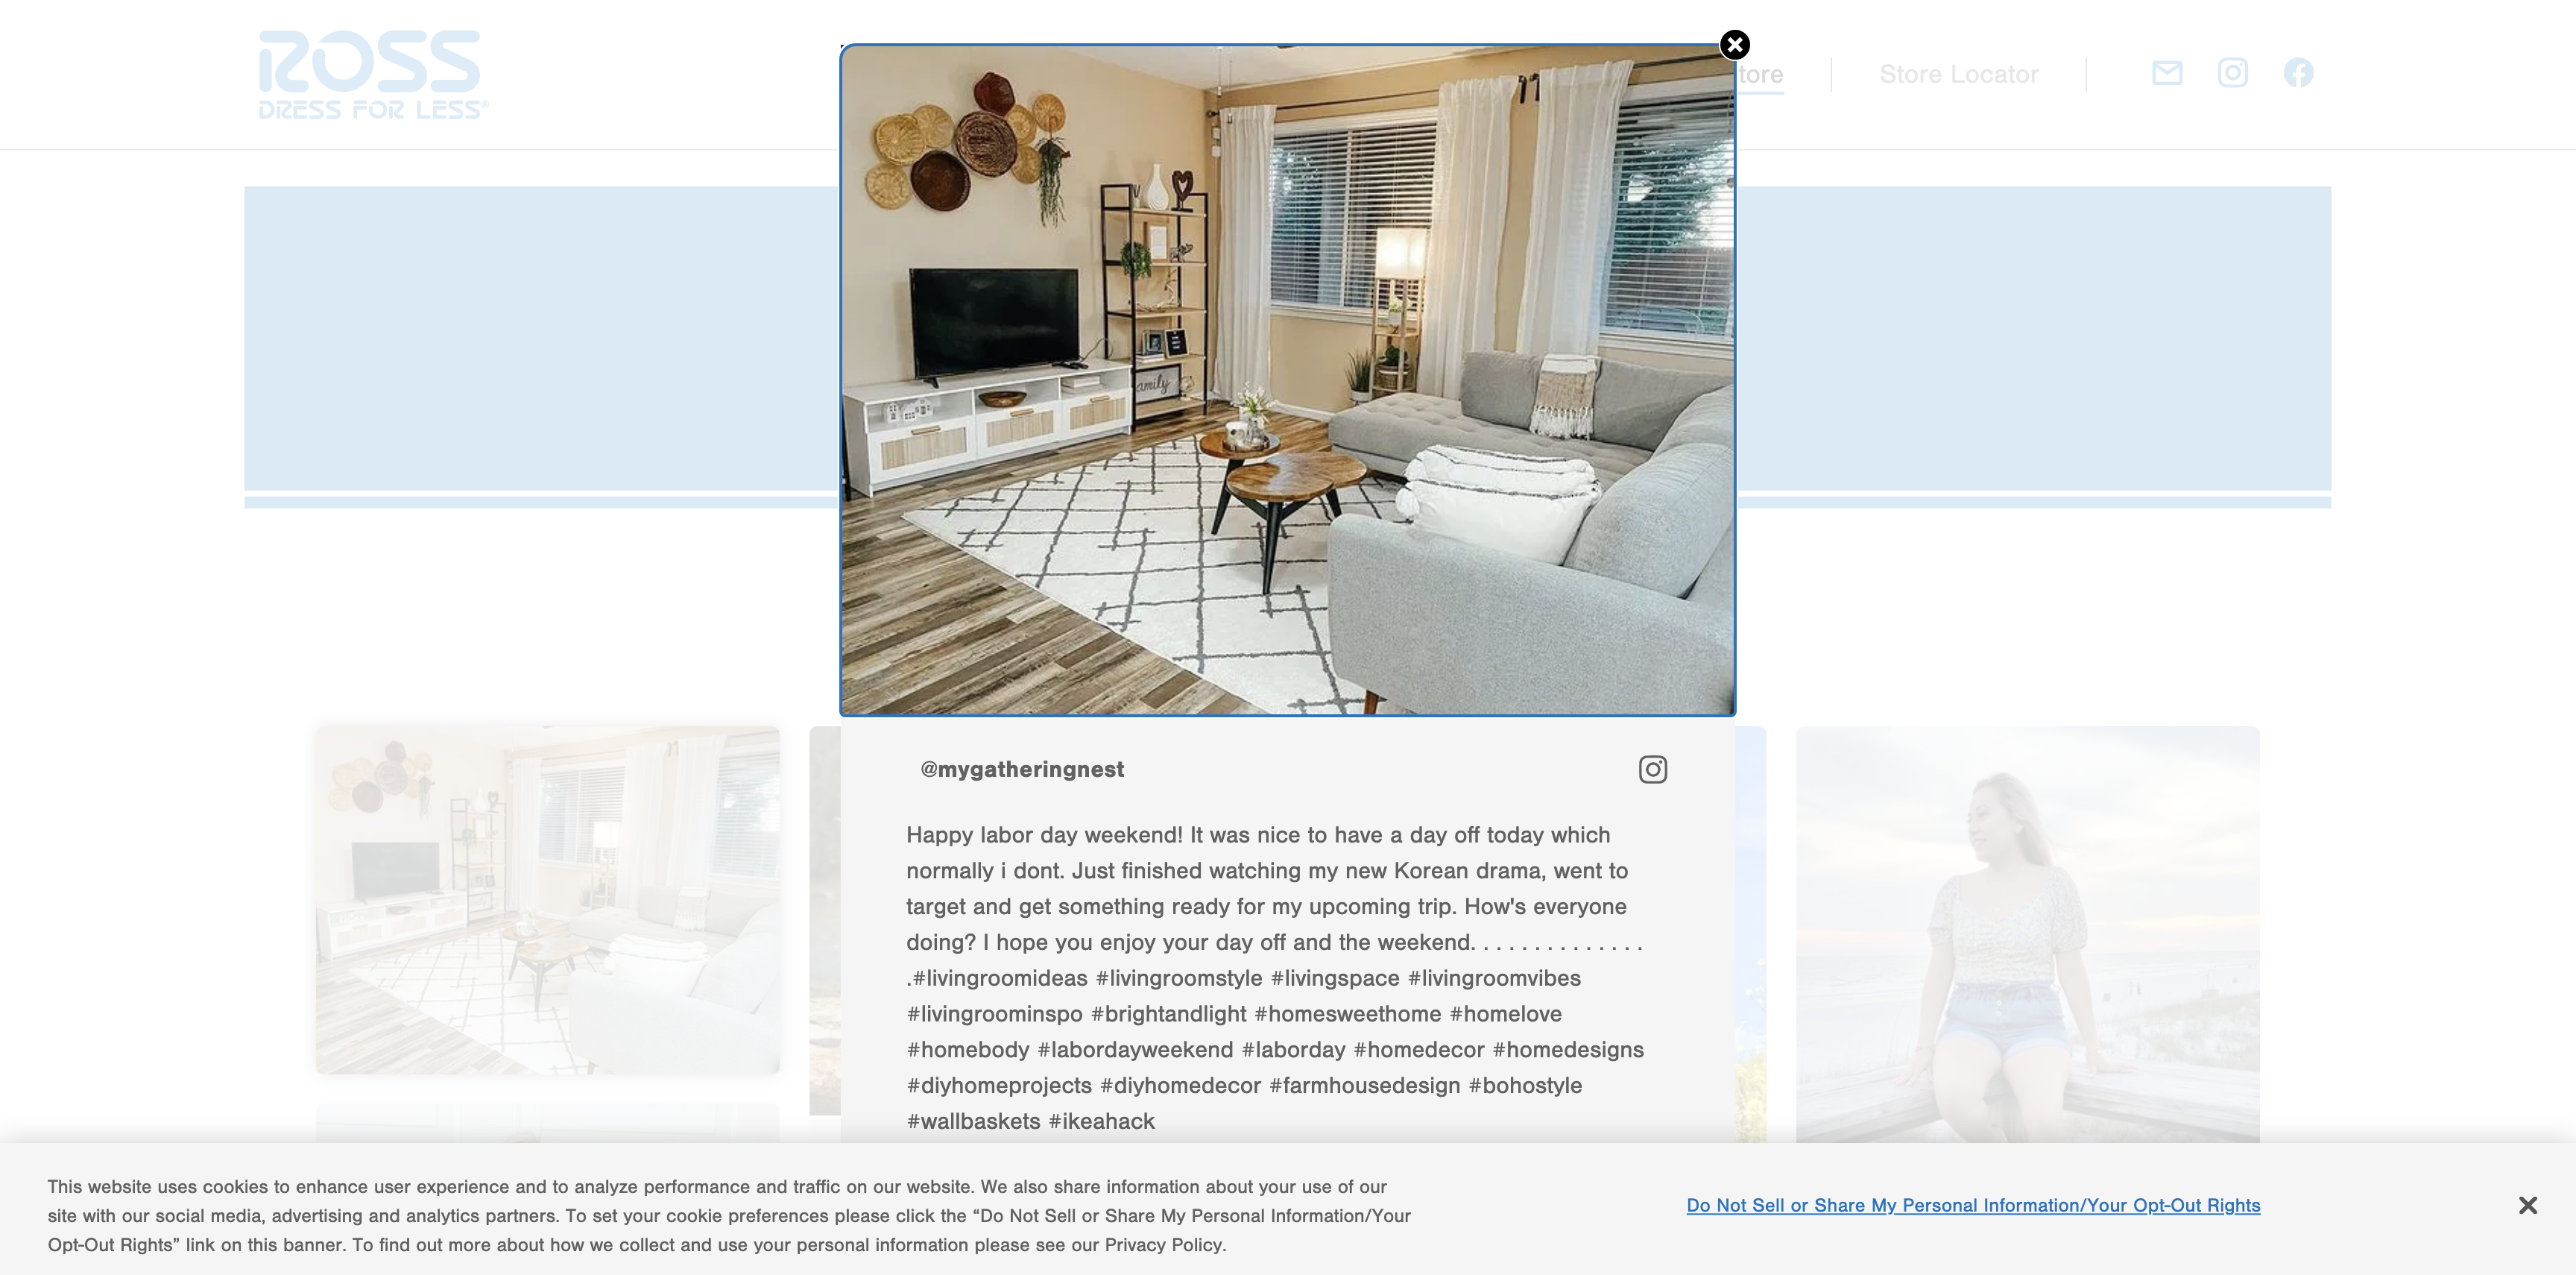 ROSS
DRESS FOR LESS®
tore
Store Locator
family
@mygatheringnest
Happy labor day weekend! It was nice to have a day off today which
normally i dont. Just finished watching my new Korean drama, went to
target and get something ready for my upcoming trip. How's everyone
doing? I hope you enjoy your day off and the weekend. . . . . . . . . . . . . .
.#livingroomideas #livingroomstyle #livingspace #livingroomvibes
#livingroominspo #brightandlight #homesweethome #homelove
#homebody #labordayweekend #laborday #homedecor #homedesigns
#diyhomeprojects #diyhomedecor #farmhousedesign #bohostyle
#wallbaskets #ikeahack
This website uses cookies to enhance user experience and to analyze performance and traffic on our website. We also share information about your use of our
site with our social media, advertising and analytics partners. To set your cookie preferences please click the “Do Not Sell or Share My Personal Information/Your
Opt-Out Rights” link on this banner. To find out more about how we collect and use your personal information please see our Privacy Policy.
Do Not Sell or Share My Personal Information/Your Opt-Out Rights